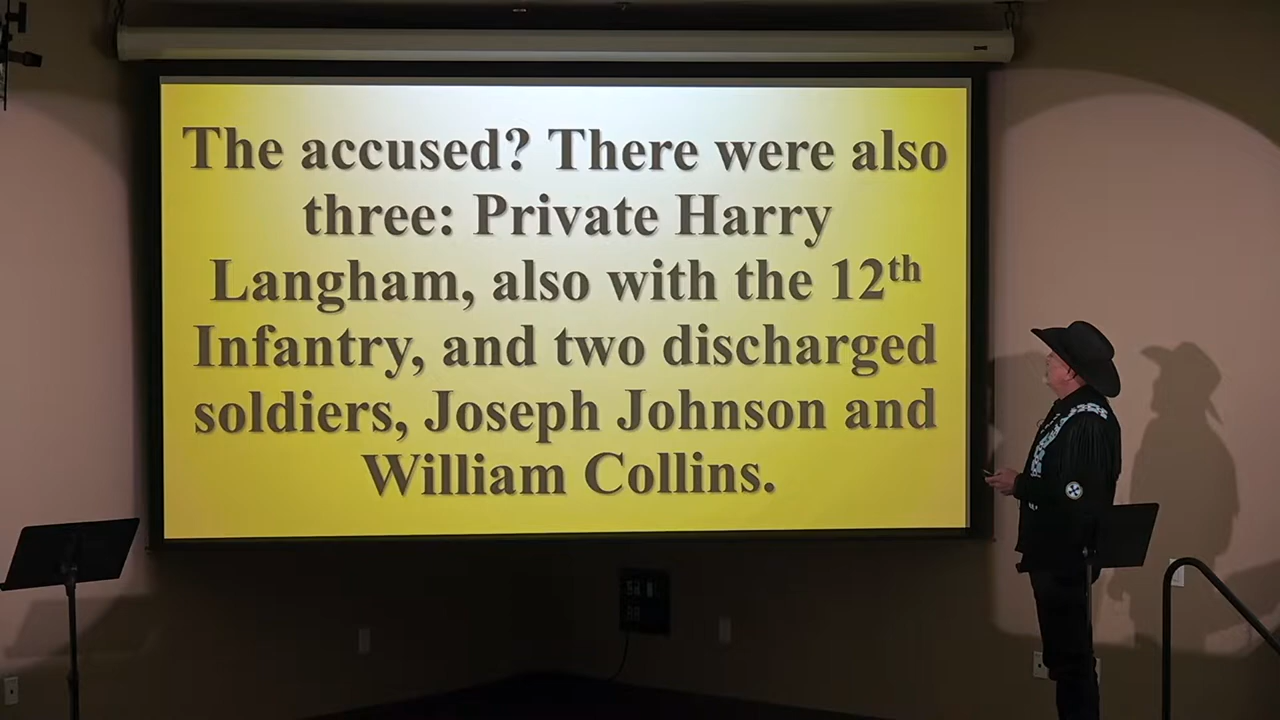 The accused? There were also
three: Private Harry
Langham, also with the 12th
Infantry, and two discharged
soldiers, Joseph Johnson and
William Collins.